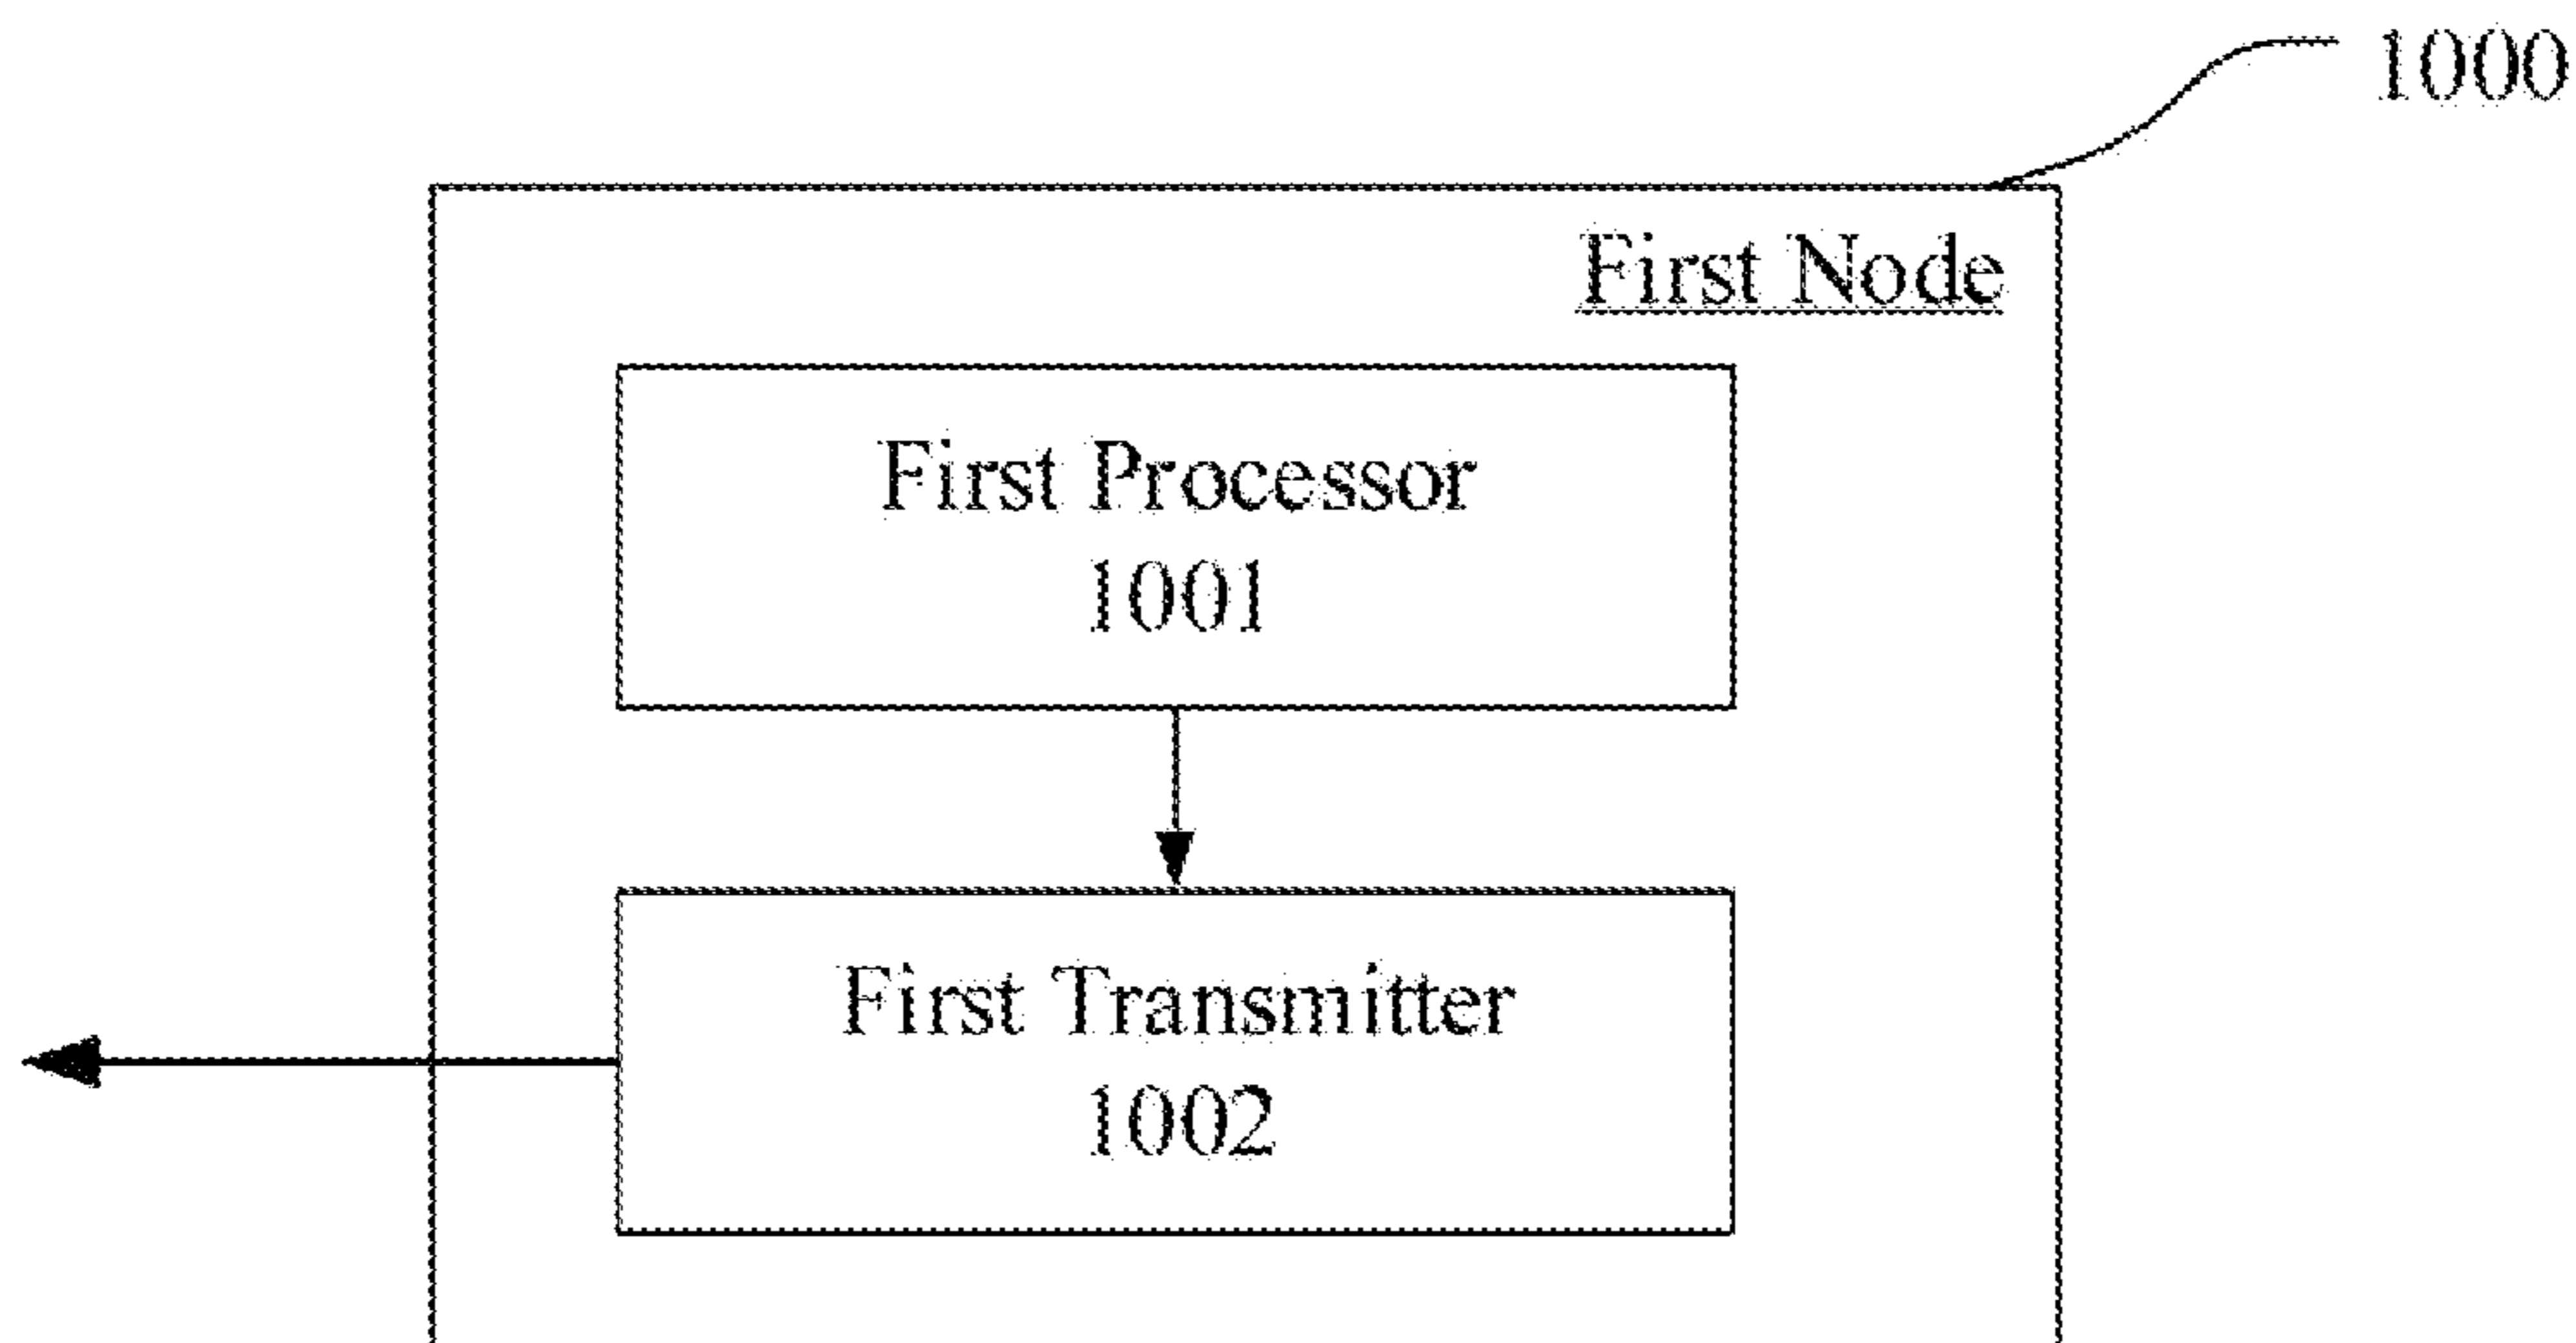 1000
First Node
First Processor
1001
First Transmitter
1002